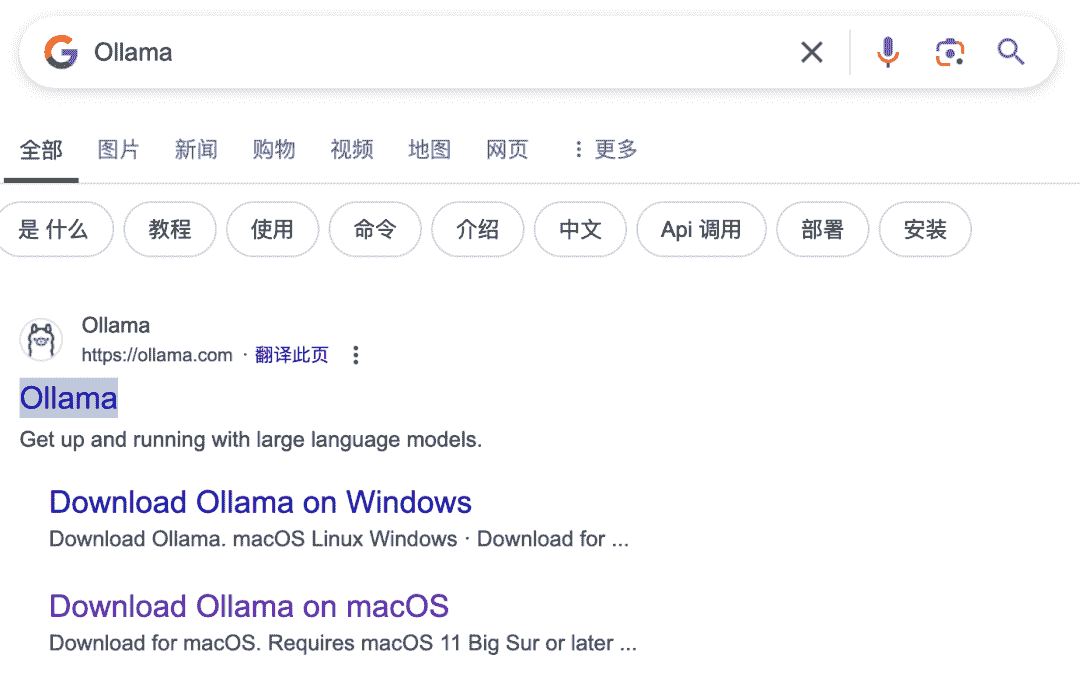 Ollama
全部 图片 新闻 购物 视频 地图 网页 更多
是 什么 教程 使用 命令 介绍 中文 Api 调用 部署 安装
Ollama
https://ollama.com · 翻译此页
Ollama
Get up and running with large language models.
Download Ollama on Windows
Download Ollama. macOS Linux Windows · Download for ...
Download Ollama on macOS
Download for macOS. Requires macOS 11 Big Sur or later ...